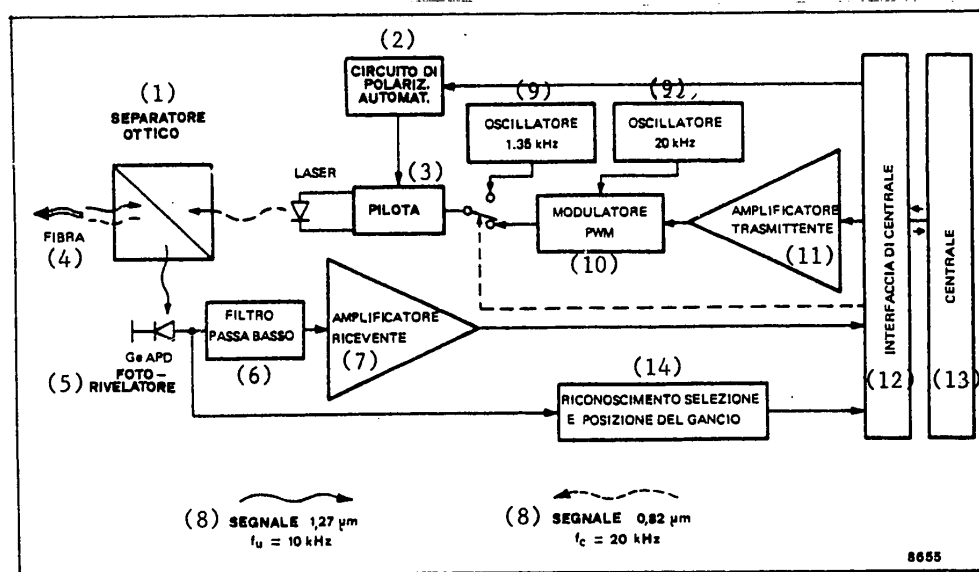 (2)
CIRCUITO DI
POLARIZ.
AUTOMAT.
(1)
SEPARATORE
OTTICO
(9)
OSCILLATORE
1.35 kHz
OSCILLATORE
20 kHz
LASER
(3)
PILOTA
MODULATORE
PWM
(10)
AMPLIFICATORE
TRASMITTENTE
(11)
FIBRA
(4)
INTERFACCIA DI CENTRALE
(12)
CENTRALE
(13)
Ge APD
(5) FOTO-
RIVELATORE
FILTRO
PASSA BASSO
(6)
AMPLIFICATORE
RICEVENTE
(7)
(14)
RICONOSCIMENTO SELEZIONE
E POSIZIONE DEL GANCIO
(8) SEGNALE 1,27 µm
fu = 10 kHz
(8) SEGNALE 0,82 µm
fc = 20 kHz
8655